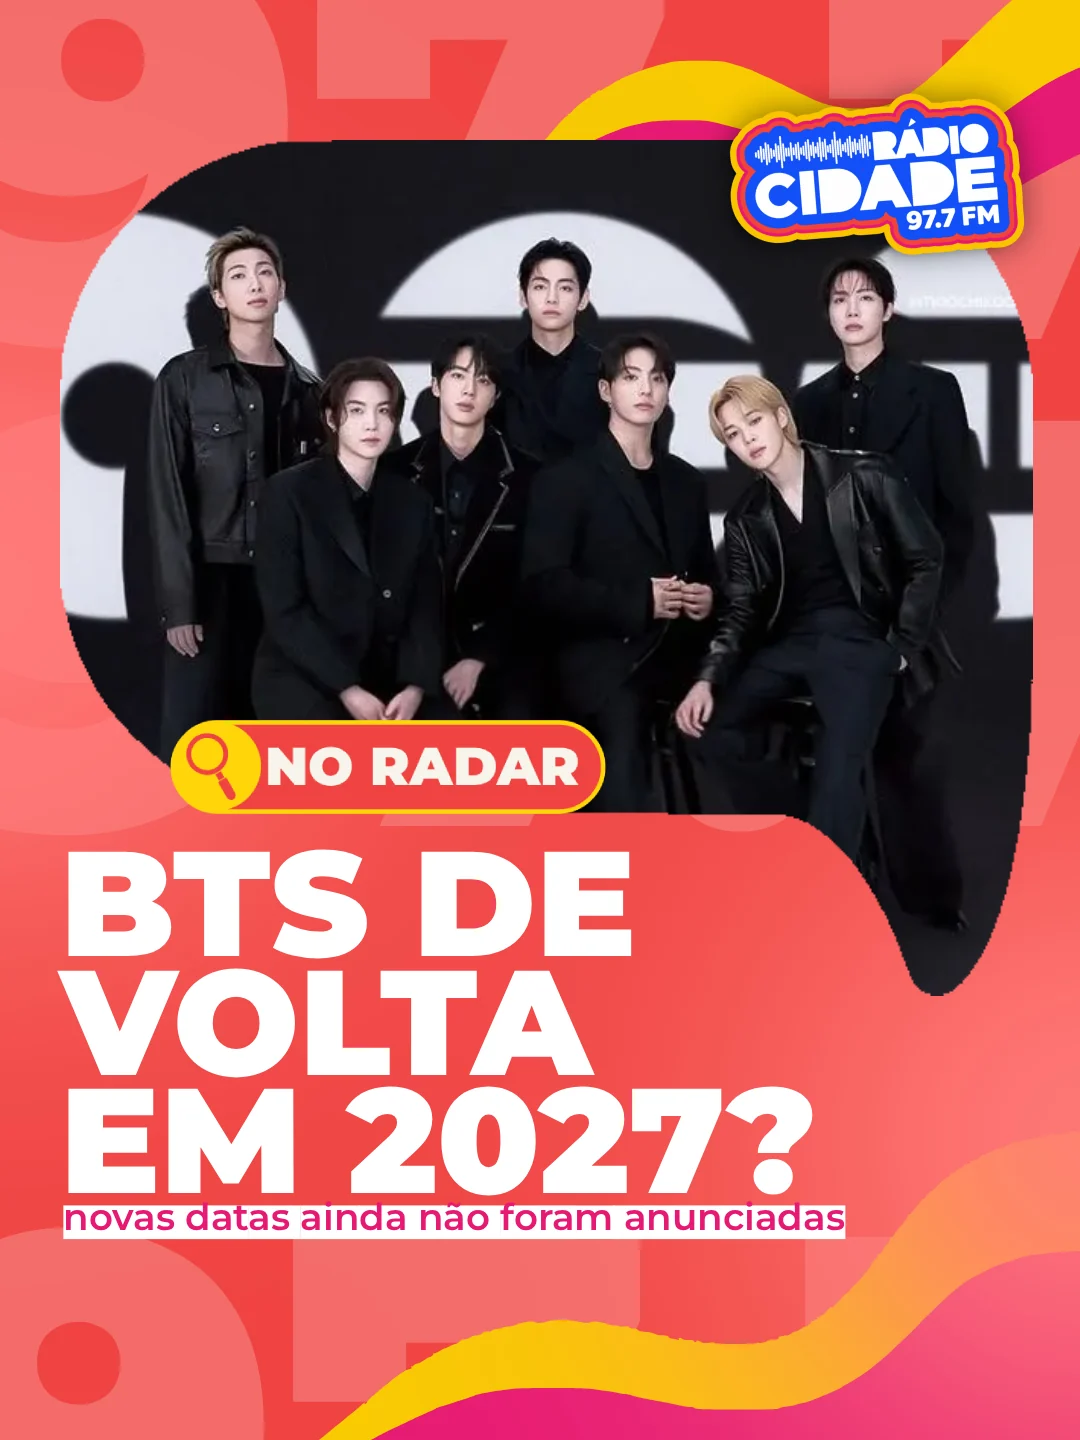 RÁDIO
CIDADE
97.7 FM
NO RADAR
BTS DE
VOLTA
EM 2027?
novas datas ainda não foram anunciadas